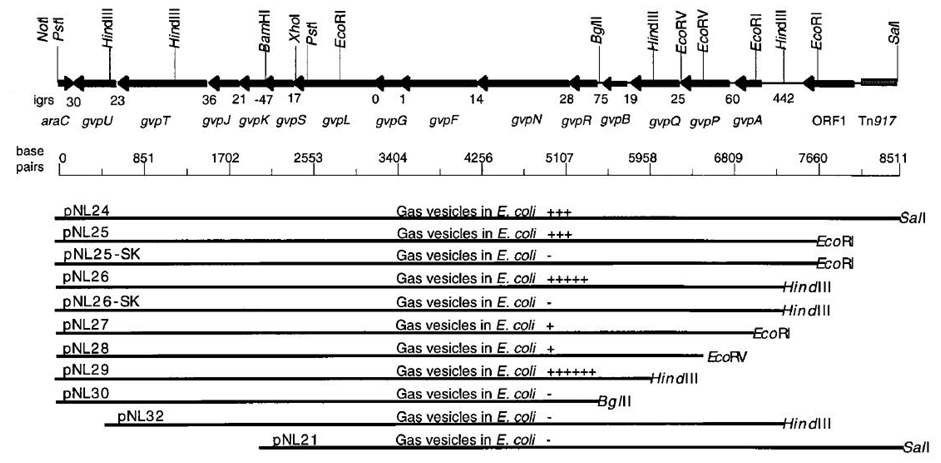 NotI PstI HindIII HindIII BamHI XhoI PstI EcoRI BglII HindIII EcoRV EcoRV EcoRI HindIII EcoRI SalI
igrs 30 23 36 21 -47 17 0 1 14 28 75 19 25 60 442
araC gvpU gvpT gvpJ gvpK gvpS gvpL gvpG gvpF gvpN gvpR gvpB gvpQ gvpP gvpA ORF1 Tn917
base
pairs 0 851 1702 2553 3404 4256 5107 5958 6809 7660 8511
pNL24 Gas vesicles in E. coli +++ SalI
pNL25 Gas vesicles in E. coli +++ EcoRI
pNL25-SK Gas vesicles in E. coli - EcoRI
pNL26 Gas vesicles in E. coli +++++ HindIII
pNL26-SK Gas vesicles in E. coli - HindIII
pNL27 Gas vesicles in E. coli + EcoRI
pNL28 Gas vesicles in E. coli + EcoRV
pNL29 Gas vesicles in E. coli ++++++ HindIII
pNL30 Gas vesicles in E. coli - BglII
pNL32 Gas vesicles in E. coli - HindIII
pNL21 Gas vesicles in E. coli - SalI